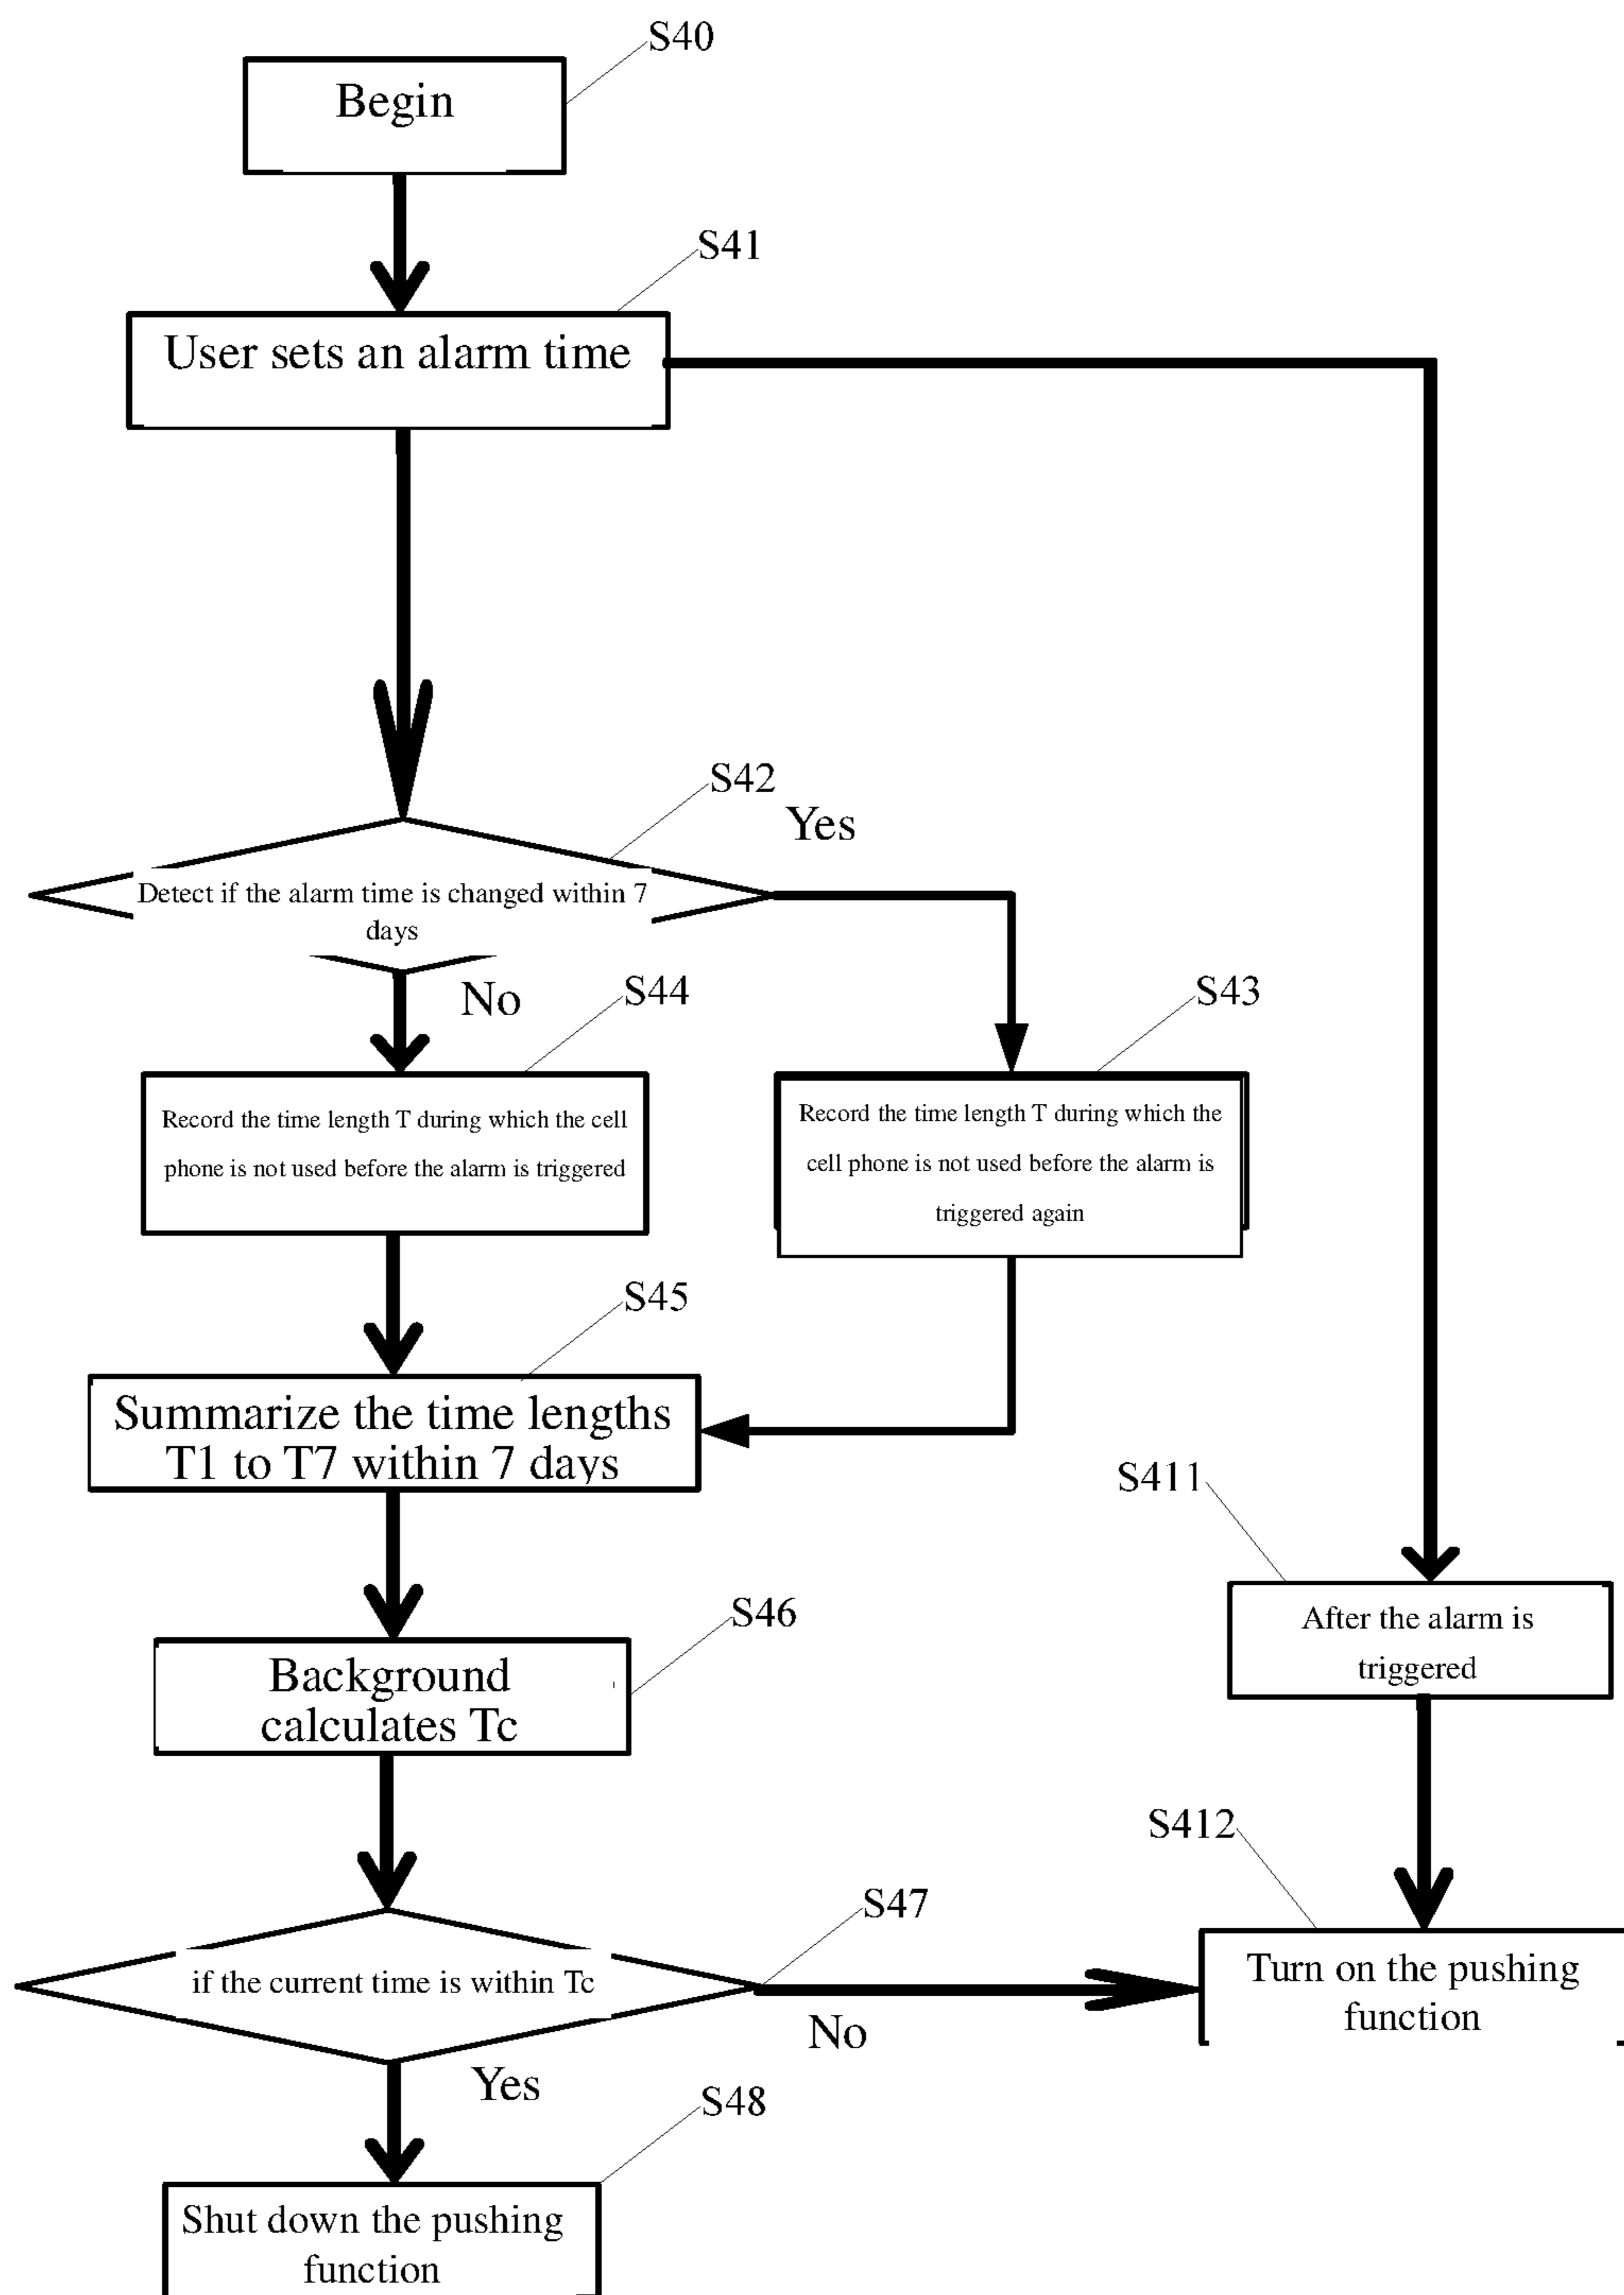 S40
Begin
S41
User sets an alarm time
S42
Yes
Detect if the alarm time is changed within 7
days
No
S44
S43
Record the time length T during which the cell
phone is not used before the alarm is triggered
Record the time length T during which the
cell phone is not used before the alarm is
triggered again
S45
Summarize the time lengths
T1 to T7 within 7 days
S411
After the alarm is
triggered
S46
Background
calculates Tc
S412
S47
if the current time is within Tc
No
Turn on the pushing
function
Yes
S48
Shut down the pushing
function